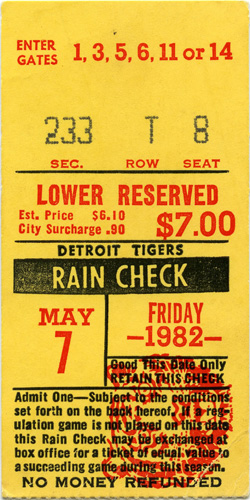 ENTER GATES 1, 3, 5, 6, 11 or 14
233 T 8
SEC. ROW SEAT
LOWER RESERVED
Est. Price $6.10
City Surcharge .90
$7.00
DETROIT TIGERS
RAIN CHECK
MAY 7
FRIDAY
–1982–
Good This Date Only
RETAIN THIS CHECK
Admit One—Subject to the conditions
set forth on the back hereof. If a reg-
ulation game is not played on this date
this Rain Check may be exchanged at
box office for a ticket of equal value to
a succeeding game during this season.
NO MONEY REFUNDED